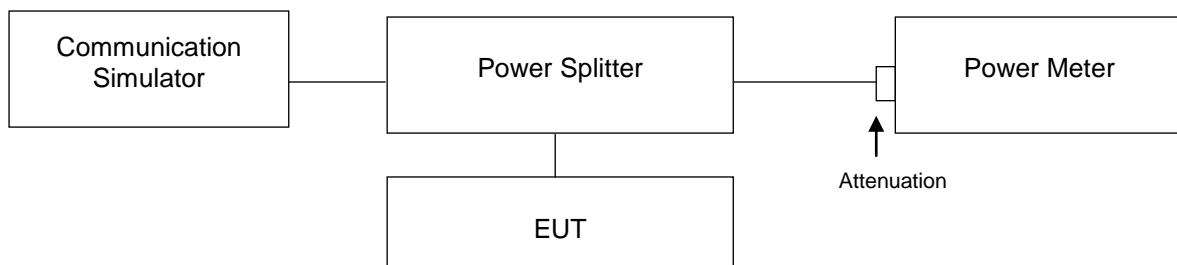 Communication
Simulator
Power Splitter
Power Meter
Attenuation
EUT